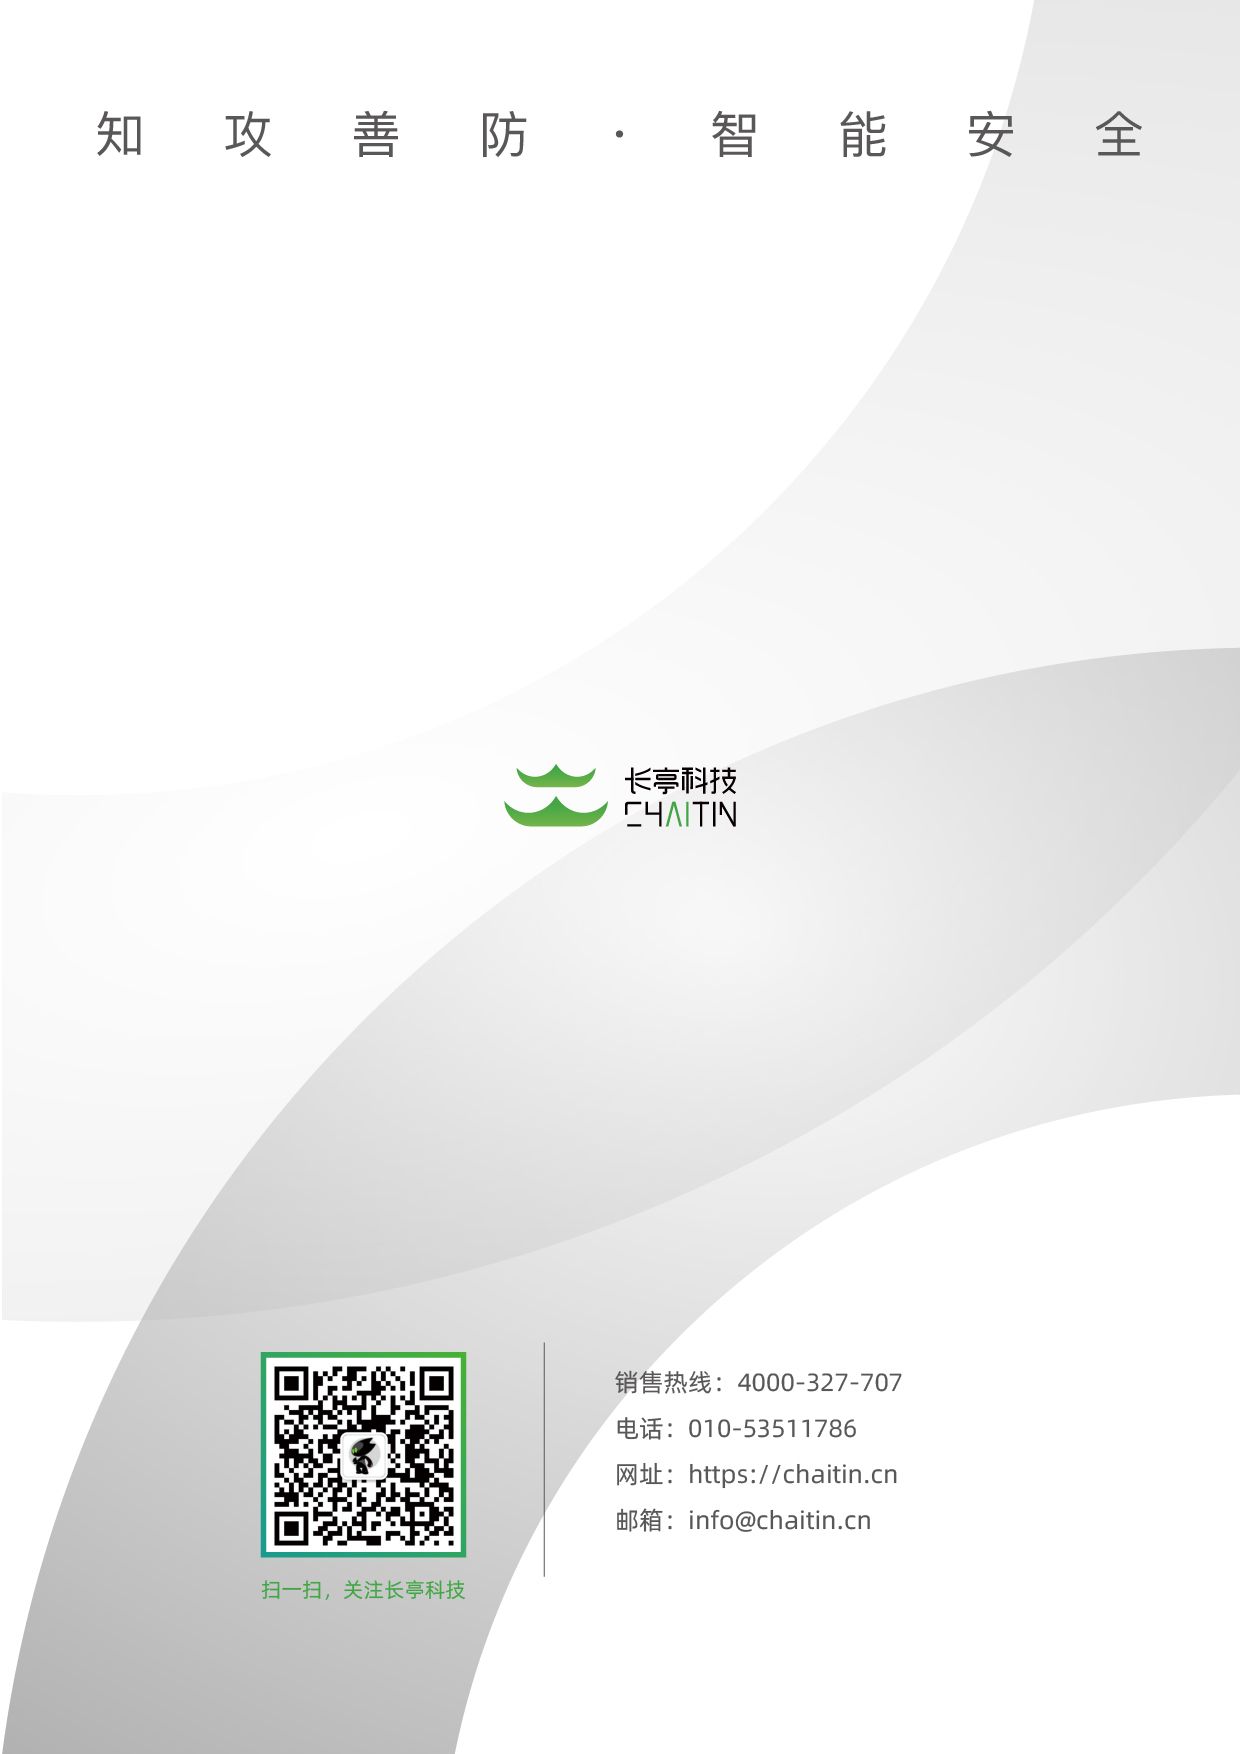 知攻善防·智能安全
长亭科技
CHAITIN
销售热线：4000-327-707
电话：010-53511786
网址：https://chaitin.cn
邮箱：info@chaitin.cn
扫一扫，关注长亭科技